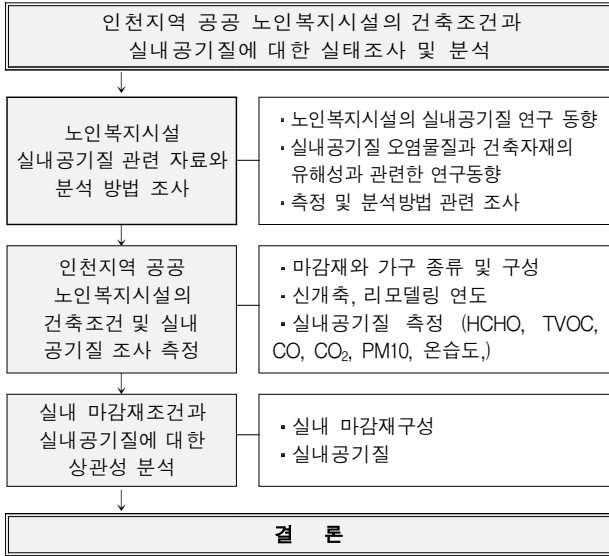 인천지역 공공 노인복지시설의 건축조건과
실내공기질에 대한 실태조사 및 분석
노인복지시설
실내공기질 관련 자료와
분석 방법 조사
· 노인복지시설의 실내공기질 연구 동향
· 실내공기질 오염물질과 건축자재의
유해성과 관련한 연구동향
· 측정 및 분석방법 관련 조사
인천지역 공공
노인복지시설의
건축조건 및 실내
공기질 조사 측정
· 마감재와 가구 종류 및 구성
· 신개축, 리모델링 연도
· 실내공기질 측정 (HCHO, TVOC,
CO, CO₂, PM10, 온습도,)
실내 마감재조건과
실내공기질에 대한
상관성 분석
· 실내 마감재구성
· 실내공기질
결 론